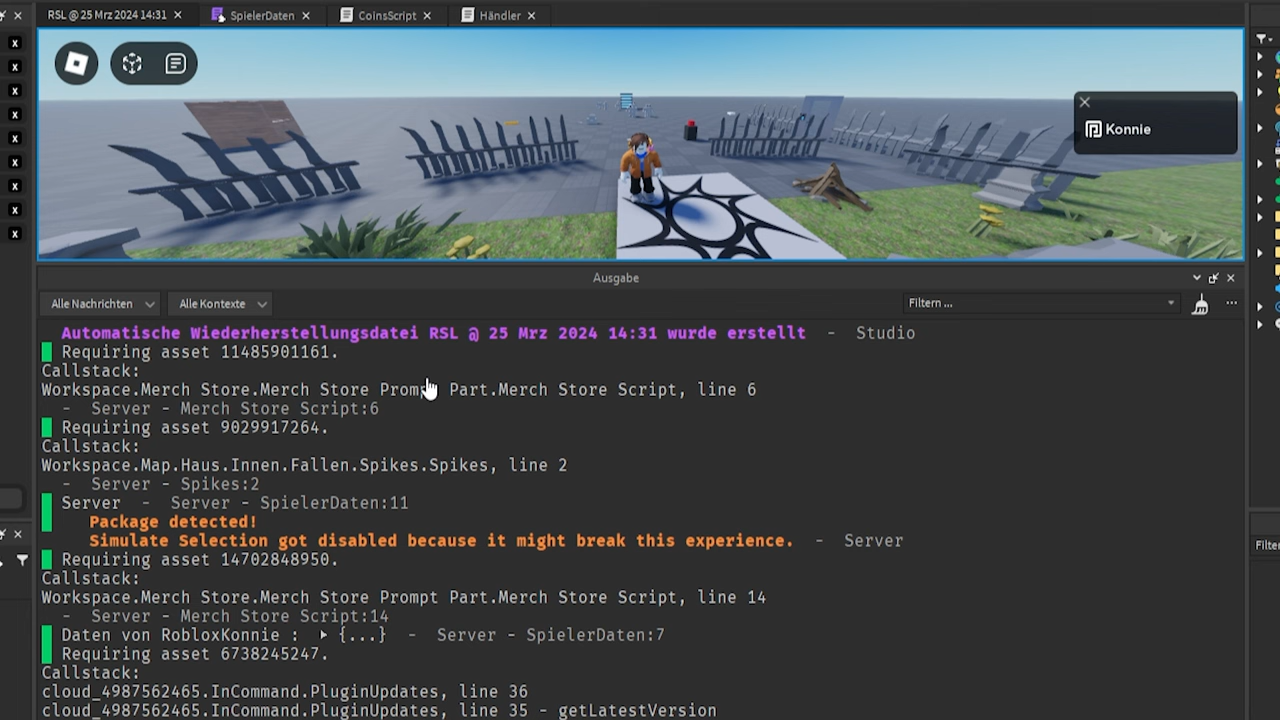 RSL @ 25 Mrz 2024 14:31 x
SpielerDaten x
CoinsScript x
Händler x
Konnie
Ausgabe
Alle Nachrichten
Alle Kontexte
Filtern ...
Automatische Wiederherstellungsdatei RSL @ 25 Mrz 2024 14:31 wurde erstellt - Studio
Requiring asset 11485901161.
Callstack:
Workspace.Merch Store.Merch Store Prompt Part.Merch Store Script, line 6
- Server - Merch Store Script:6
Requiring asset 9029917264.
Callstack:
Workspace.Map.Haus.Innen.Fallen.Spikes.Spikes, line 2
- Server - Spikes:2
Server - Server - SpielerDaten:11
Package detected!
Simulate Selection got disabled because it might break this experience. - Server
Requiring asset 14702848950.
Callstack:
Workspace.Merch Store.Merch Store Prompt Part.Merch Store Script, line 14
- Server - Merch Store Script:14
Daten von RobloxKonnie : ▸ {...} - Server - SpielerDaten:7
Requiring asset 6738245247.
Callstack:
cloud_4987562465.InCommand.PluginUpdates, line 36
cloud_4987562465.InCommand.PluginUpdates, line 35 - getLatestVersion
Filter